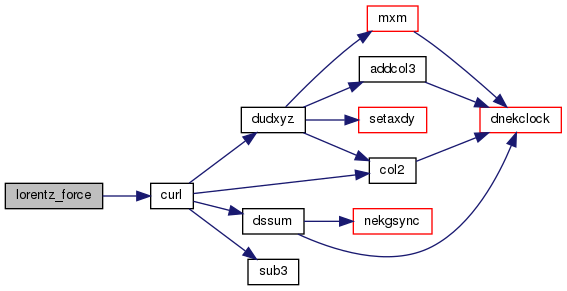 mxm
addcol3
dudxyz
setaxdy
dnekclock
col2
lorentz_force
curl
dssum
nekgsync
sub3